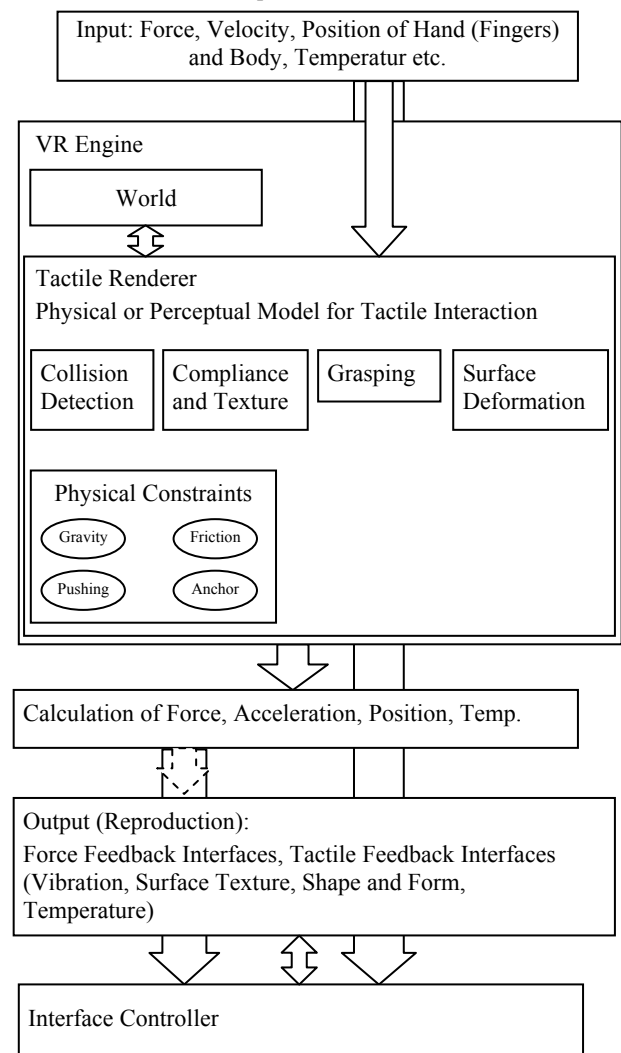 Input: Force, Velocity, Position of Hand (Fingers)
and Body, Temperatur etc.
VR Engine
World
Tactile Renderer
Physical or Perceptual Model for Tactile Interaction
Collision
Detection
Compliance
and Texture
Grasping
Surface
Deformation
Physical Constraints
Gravity
Friction
Pushing
Anchor
Calculation of Force, Acceleration, Position, Temp.
Output (Reproduction):
Force Feedback Interfaces, Tactile Feedback Interfaces
(Vibration, Surface Texture, Shape and Form,
Temperature)
Interface Controller